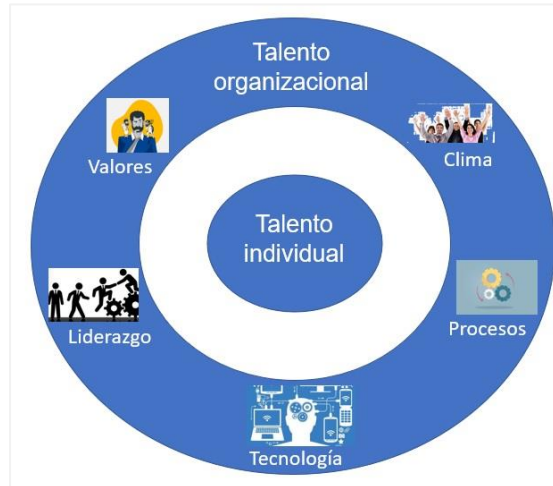 Talento
organizacional
Valores
Clima
Talento
individual
Liderazgo
Procesos
Tecnología